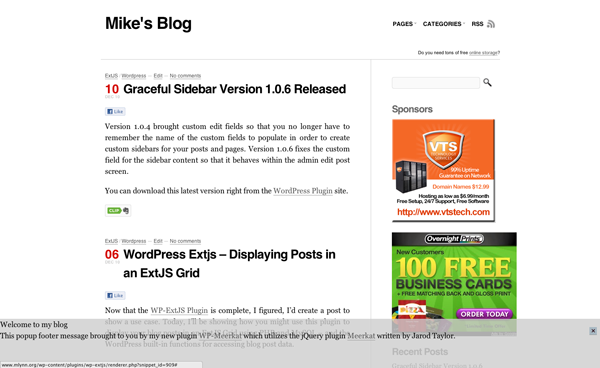 Mike's Blog
PAGES CATEGORIES RSS
Do you need tons of free online storage?
ExtJS / Wordpress — Edit — No comments
10 Graceful Sidebar Version 1.0.6 Released
Like
Version 1.0.4 brought custom edit fields so that you no longer have to
remember the name of the custom fields to populate in order to create
custom sidebars for your posts and pages. Version 1.0.6 fixes the custom
field for the sidebar content so that it behaves within the admin edit post
screen.
You can download this latest version right from the WordPress Plugin site.
CLIP
ExtJS / Wordpress — Edit — No comments
06 WordPress Extjs – Displaying Posts in
an ExtJS Grid
Like
Now that the WP-ExtJS Plugin is complete, I figured, I'd create a post to
show a use case. Today, I'll be showing how you might use this plugin to
WordPress built-in functions for accessing blog post data.
Sponsors
VTS
TECHNOLOGY SERVICES
99% Uptime
Guarantee on Network
Domain Names $12.99
Hosting as low as $6.99/month
Free Setup, 24/7 Support, Free Software
http://www.vtstech.com
Overnight Prints
NEW CUSTOMERS
100 FREE
BUSINESS CARDS
+ FREE MATCHING BACK AND GLOSS PRINT
ORDER TODAY
Recent Posts
Graceful Sidebar Version 1.0.6
Welcome to my blog
This popup footer message brought to you by my new plugin WP-Meerkat which utilizes the jQuery plugin Meerkat written by Jarod Taylor.
www.mlynn.org/wp-content/plugins/wp-extjs/renderer.php?snippet_id=909#